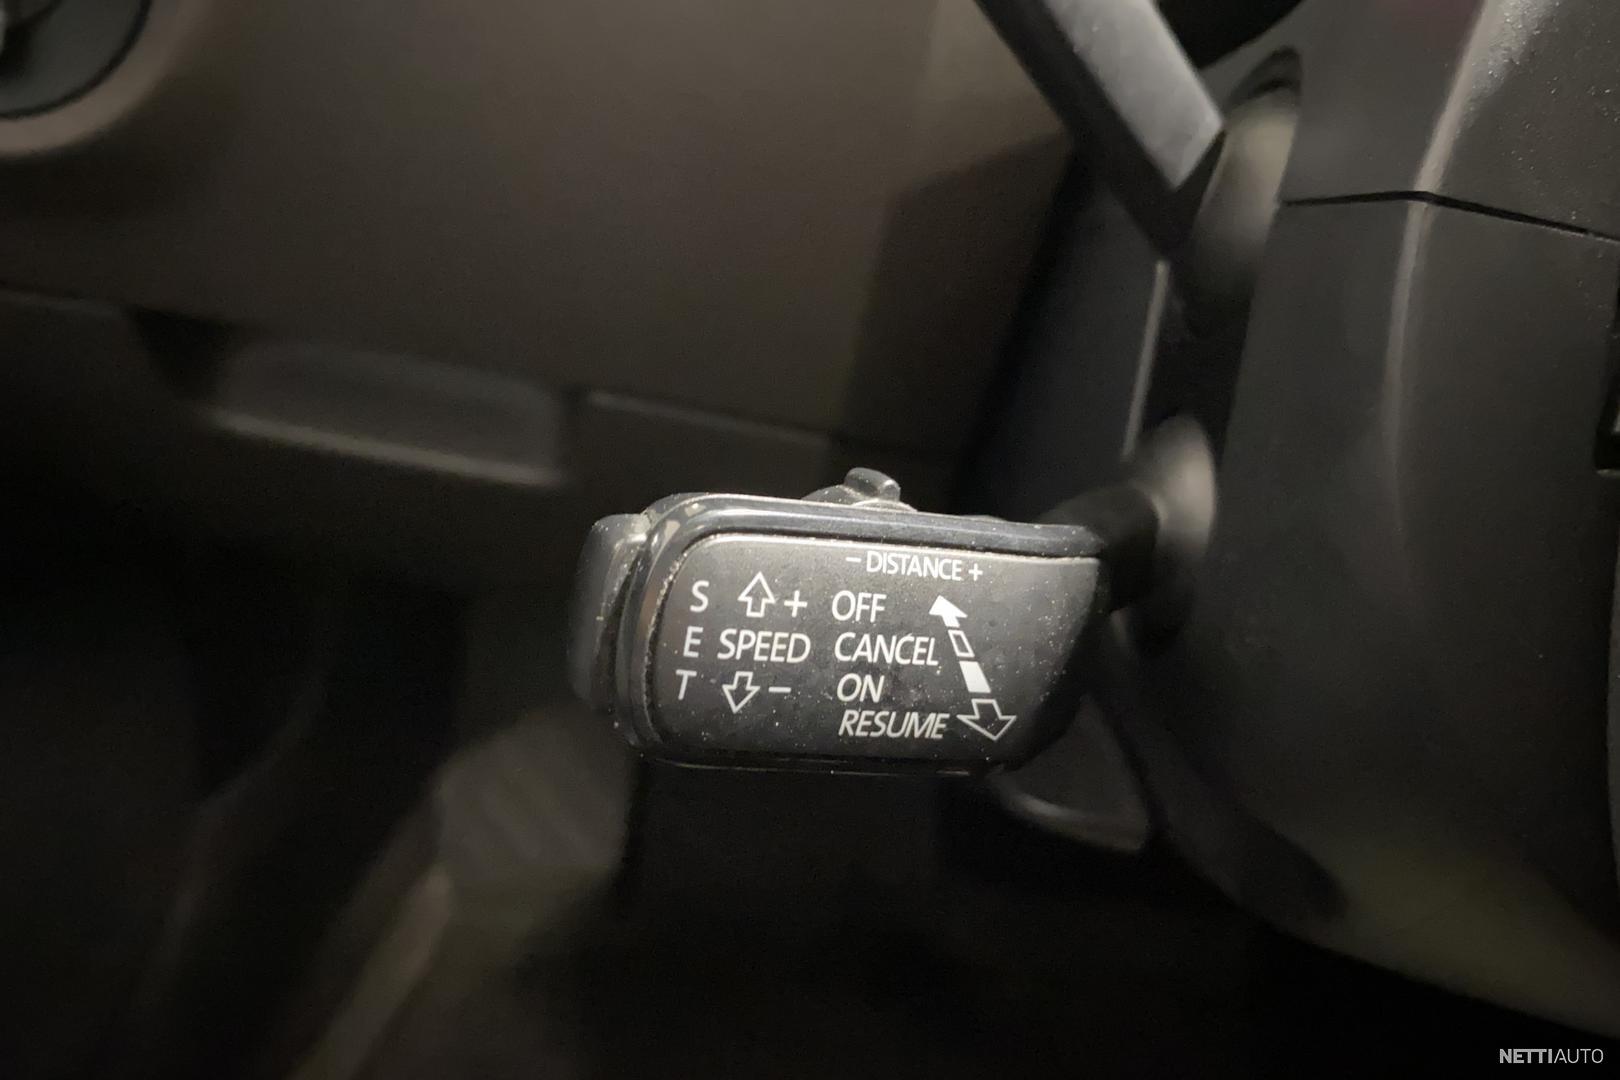 − DISTANCE +
S + OFF
E SPEED CANCEL
T − ON
RESUME
NETTIAUTO